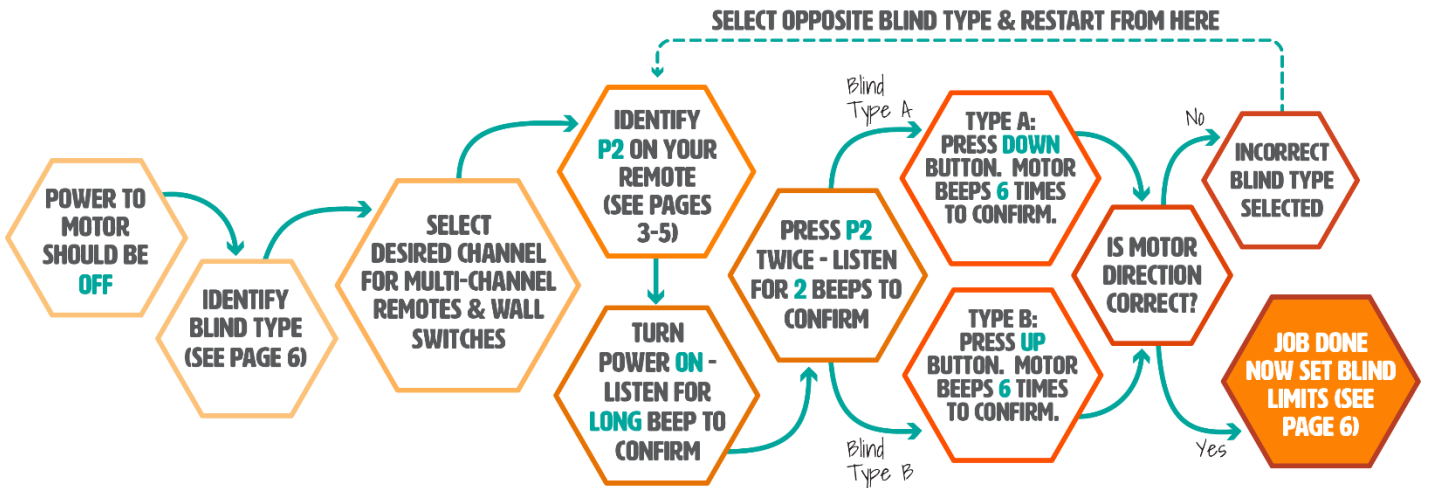 SELECT OPPOSITE BLIND TYPE & RESTART FROM HERE
POWER TO
MOTOR
SHOULD BE
OFF
IDENTIFY
BLIND TYPE
(SEE PAGE 6)
SELECT
DESIRED CHANNEL
FOR MULTI-CHANNEL
REMOTES & WALL
SWITCHES
IDENTIFY
P2 ON YOUR
REMOTE
(SEE PAGES
3-5)
TURN
POWER ON -
LISTEN FOR
LONG BEEP TO
CONFIRM
PRESS P2
TWICE - LISTEN
FOR 2 BEEPS TO
CONFIRM
Blind
Type A
TYPE A:
PRESS DOWN
BUTTON. MOTOR
BEEPS 6 TIMES
TO CONFIRM.
Blind
Type B
TYPE B:
PRESS UP
BUTTON. MOTOR
BEEPS 6 TIMES
TO CONFIRM.
IS MOTOR
DIRECTION
CORRECT?
No
INCORRECT
BLIND TYPE
SELECTED
Yes
JOB DONE
NOW SET BLIND
LIMITS (SEE
PAGE 6)